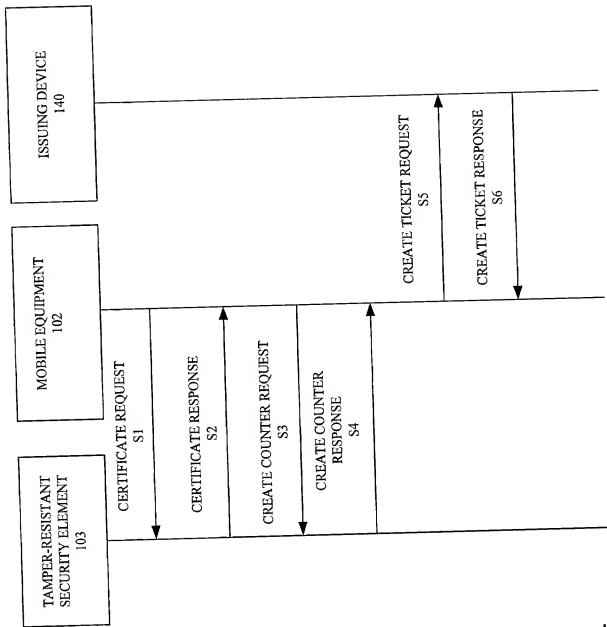 TAMPER-RESISTANT
SECURITY ELEMENT
103
MOBILE EQUIPMENT
102
ISSUING DEVICE
140
CERTIFICATE REQUEST
S1
CERTIFICATE RESPONSE
S2
CREATE COUNTER REQUEST
S3
CREATE COUNTER
RESPONSE
S4
CREATE TICKET REQUEST
S5
CREATE TICKET RESPONSE
S6